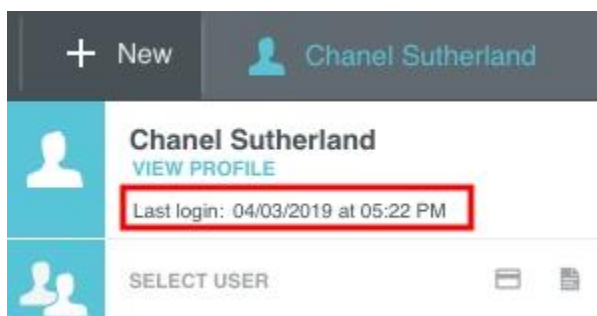 + New
Chanel Sutherland
Chanel Sutherland
VIEW PROFILE
Last login: 04/03/2019 at 05:22 PM
SELECT USER